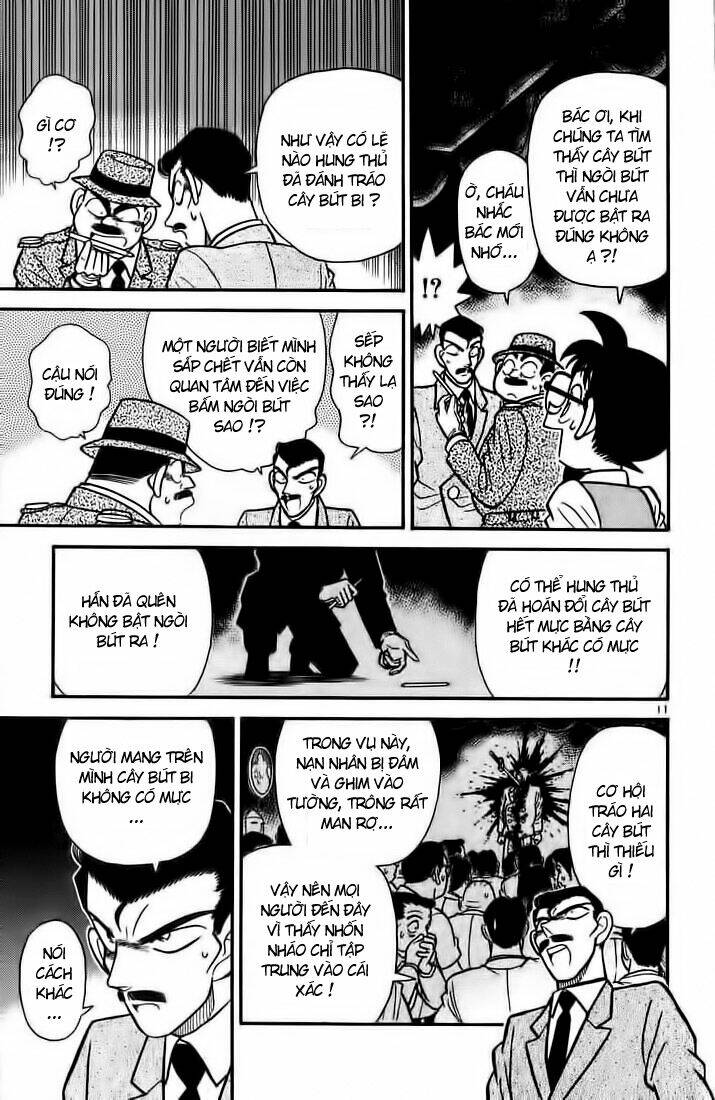 BÁC ƠI, KHI
CHÚNG TA TÌM
THẤY CÂY BÚT
THÌ NGÒI BÚT
VẪN CHƯA
ĐƯỢC BẬT RA
ĐÚNG KHÔNG
Ạ ?!
Ờ, CHÁU
NHẮC
BÁC MỚI
NHỚ...
!?
NHƯ VẬY CÓ LẼ
NÀO HUNG THỦ
ĐÃ ĐÁNH TRÁO
CÂY BÚT BI ?
GÌ CƠ
!?
SẾP
KHÔNG
THẤY LẠ
SAO
?!
MỘT NGƯỜI BIẾT MÌNH
SẮP CHẾT VẪN CÒN
QUAN TÂM ĐẾN VIỆC
BẤM NGÒI BÚT
SAO !?
CẬU NÓI
ĐÚNG !
CÓ THỂ HUNG THỦ
ĐÃ HOÁN ĐỔI CÂY BÚT
HẾT MỰC BẰNG CÂY
BÚT KHÁC CÓ MỰC
!!
HẮN ĐÃ QUÊN
KHÔNG BẬT NGÒI
BÚT RA !
11
CƠ HỘI
TRÁO HAI
CÂY BÚT
THÌ THIẾU
GÌ !
TRONG VỤ NÀY,
NẠN NHÂN BỊ ĐÂM
VÀ GHIM VÀO
TƯỜNG, TRÔNG RẤT
MAN RỢ...
VẬY NÊN MỌI
NGƯỜI ĐẾN ĐÂY
VÌ THẤY NHỐN
NHÁO CHỈ TẬP
TRUNG VÀO CÁI
XÁC !
NGƯỜI MANG TRÊN
MÌNH CÂY BÚT BI
KHÔNG CÓ MỰC
...
NÓI
CÁCH
KHÁC
...